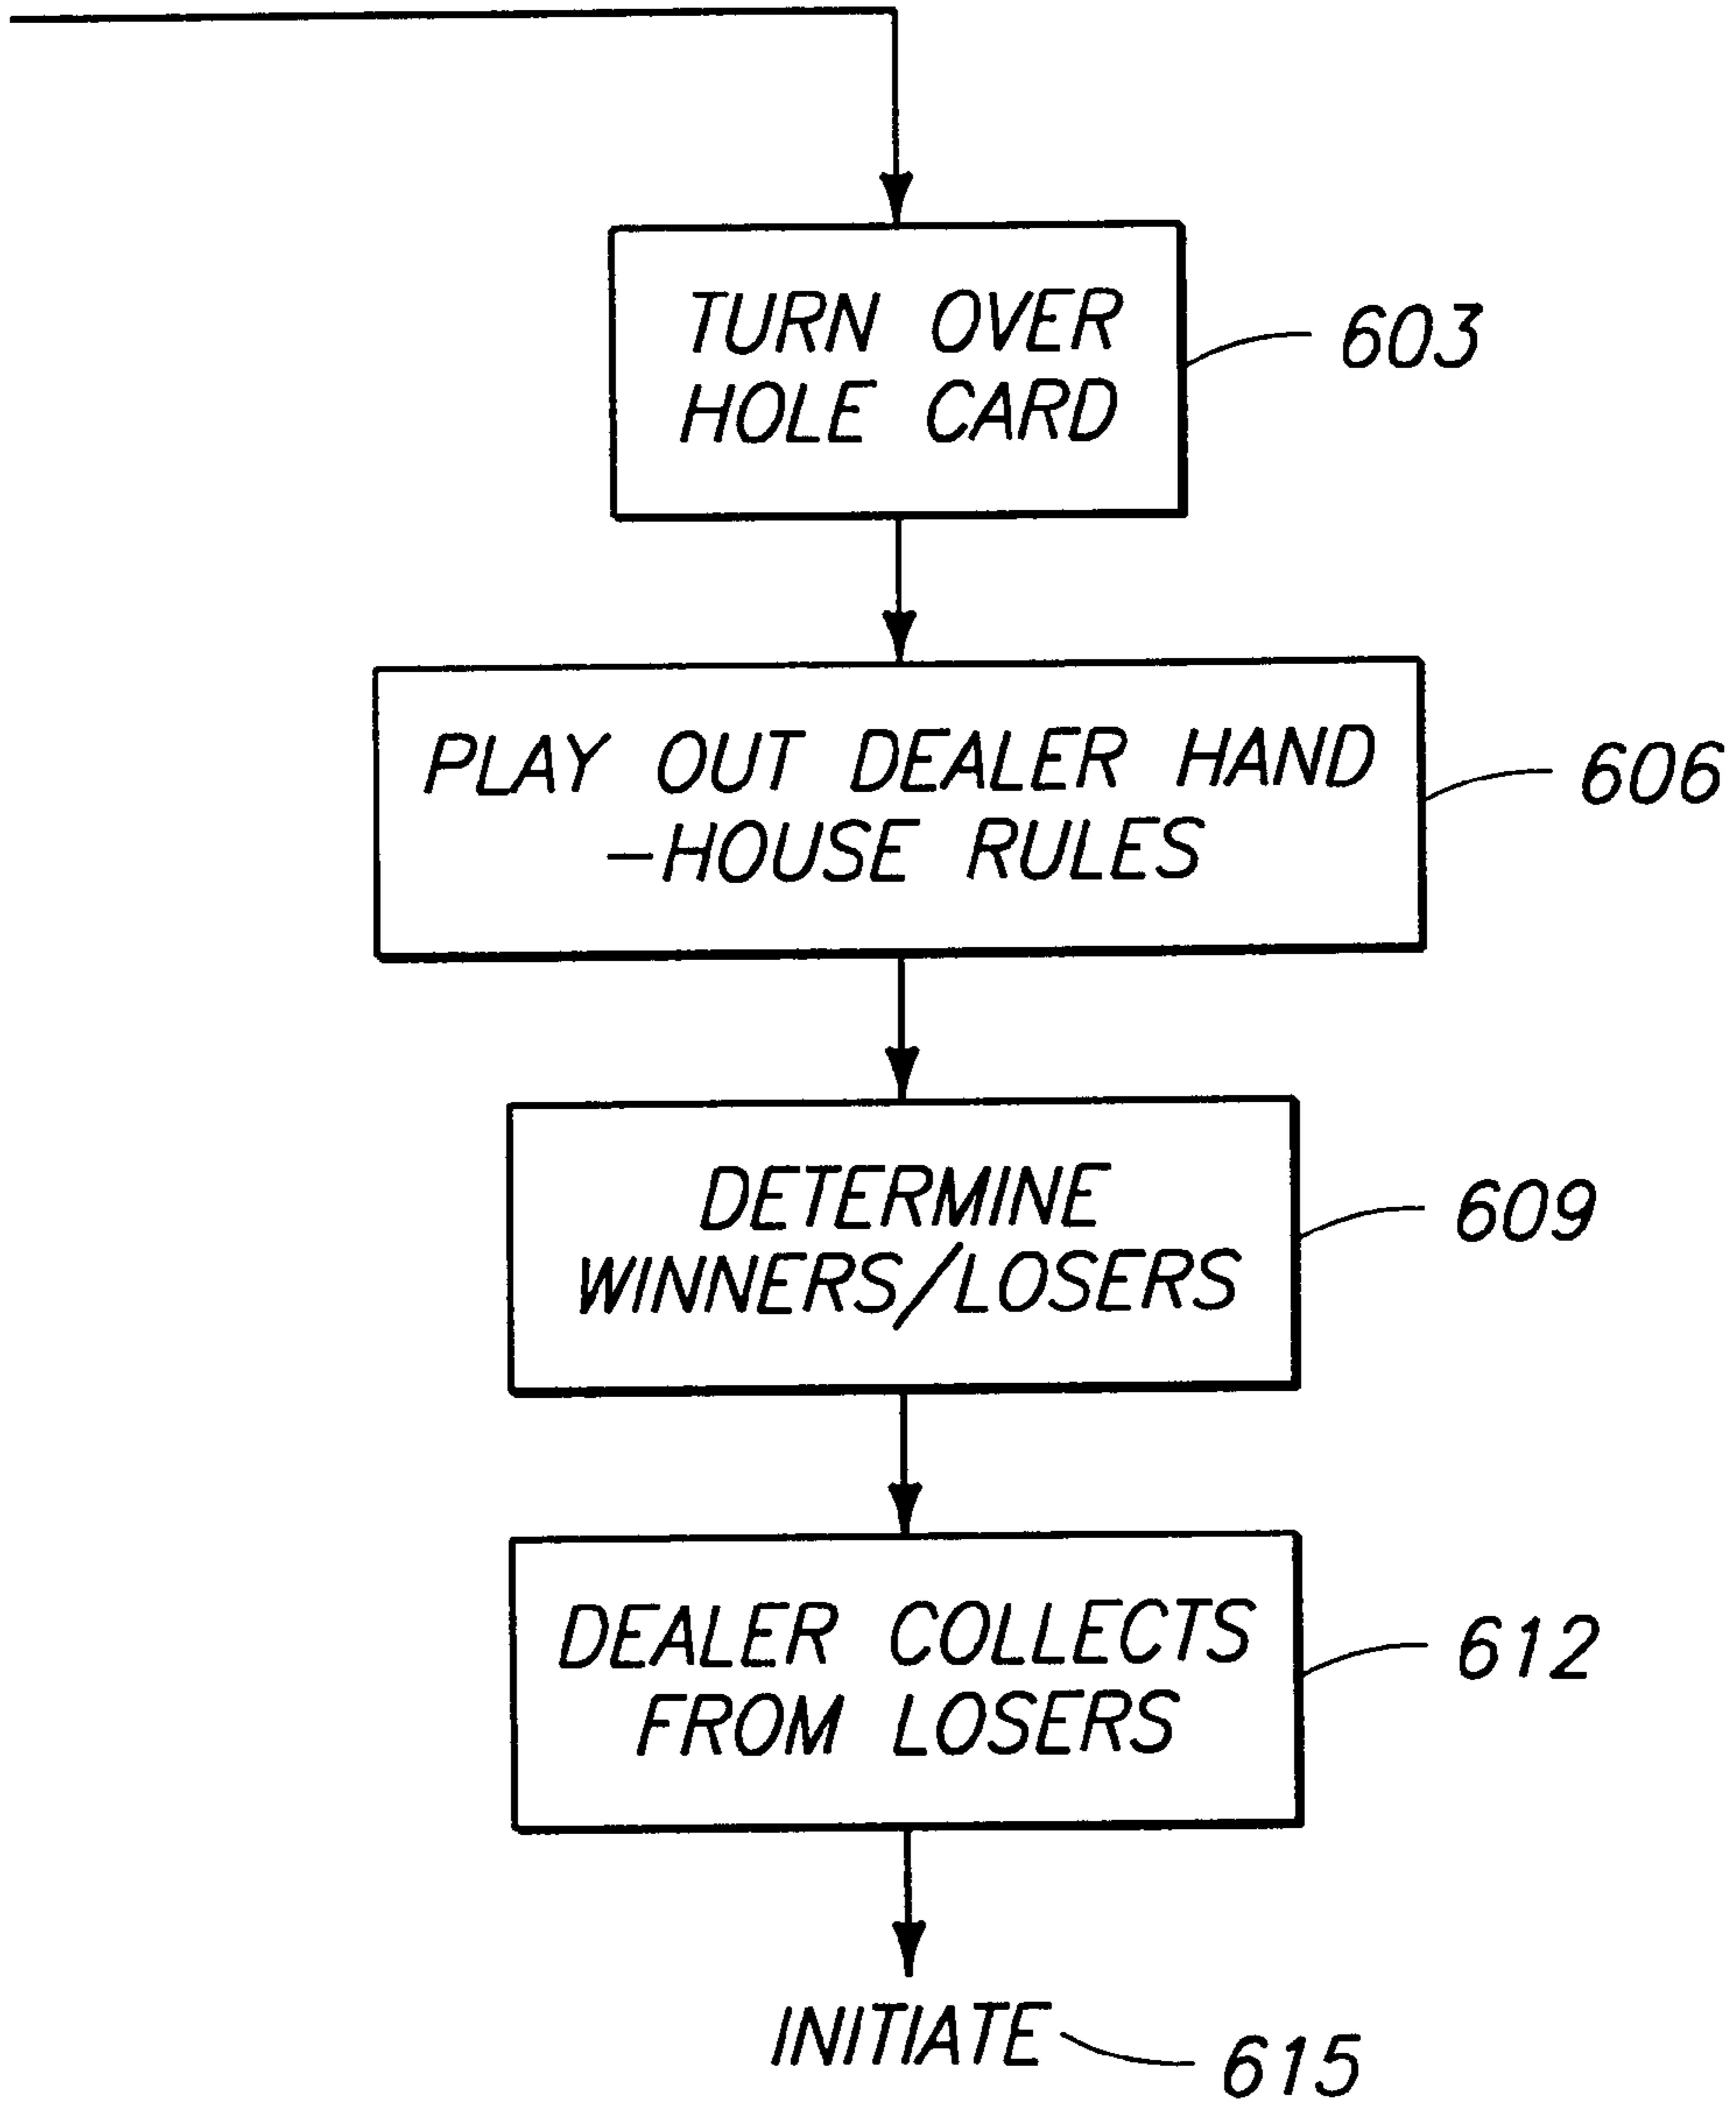 TURN OVER
HOLE CARD
603
PLAY OUT DEALER HAND
-HOUSE RULES
606
DETERMINE
WINNERS/LOSERS
609
DEALER COLLECTS
FROM LOSERS
612
INITIATE
615